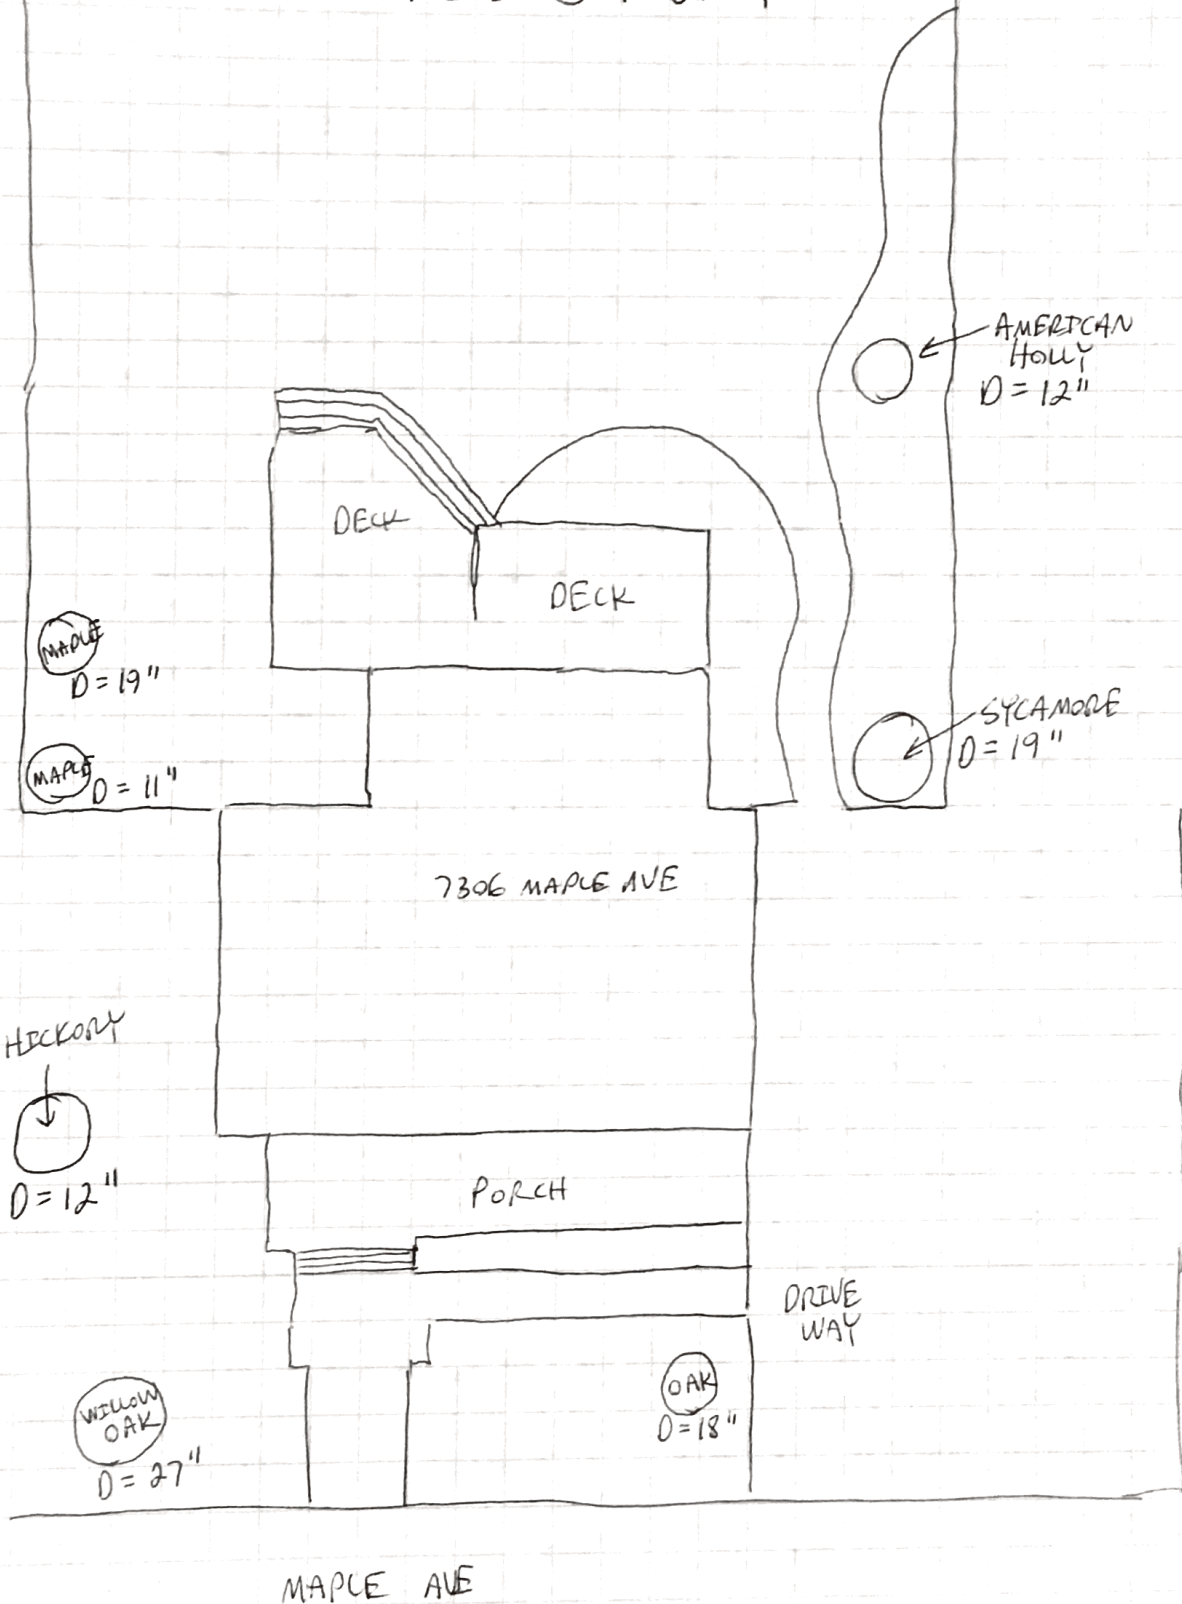 AMERICAN
HOLLY
D = 12"
DECK
DECK
MAPLE
D = 19"
SYCAMORE
D = 19"
MAPLE
D = 11"
7306 MAPLE AVE
HICKORY
D = 12"
PORCH
DRIVE
WAY
WILLOW
OAK
D = 27"
OAK
D = 18"
MAPLE AVE